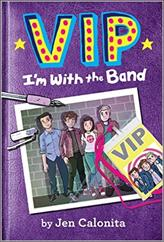 VIP
I'm With the Band
VIP
by Jen Calonita